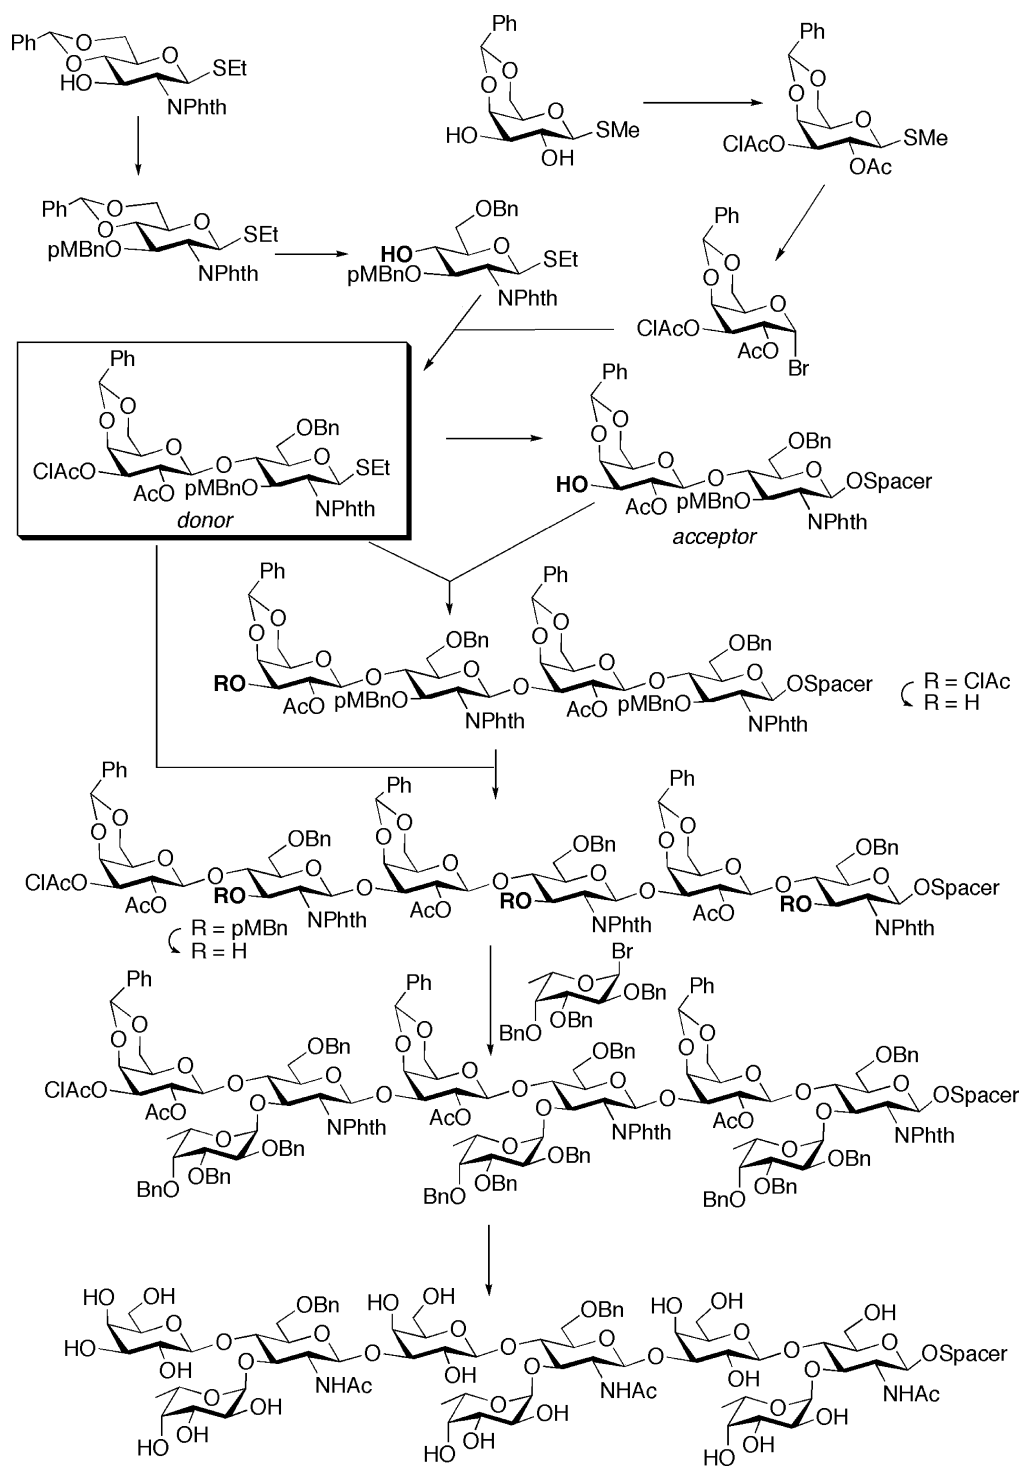 Ph
O
O
O
HO
SEt
NPhth
Ph
O
O
O
HO
OH
SMe
Ph
O
O
O
ClAcO
OAc
SMe
Ph
O
O
O
pMBnO
SEt
NPhth
OBn
HO
O
pMBnO
SEt
NPhth
Ph
O
O
O
ClAcO
AcO
Br
Ph
O
O
O
OBn
ClAcO
AcO
O
O
pMBnO
SEt
NPhth
donor
Ph
O
O
O
OBn
HO
AcO
O
O
pMBnO
OSpacer
NPhth
acceptor
Ph
O
O
O
OBn
RO
AcO
O
O
pMBnO
NPhth
O
Ph
O
O
O
OBn
AcO
O
O
pMBnO
OSpacer
NPhth
R = ClAc
R = H
Ph
O
O
O
OBn
ClAcO
AcO
O
O
RO
NPhth
O
Ph
O
O
O
OBn
AcO
O
O
RO
NPhth
O
Ph
O
O
O
OBn
AcO
O
O
RO
OSpacer
NPhth
R = pMBn
R = H
Br
O
OBn
OBn
BnO
Ph
O
O
O
OBn
ClAcO
AcO
O
O
O
NPhth
O
Ph
O
O
O
OBn
AcO
O
O
O
NPhth
O
Ph
O
O
O
OBn
AcO
O
O
O
OSpacer
NPhth
O
OBn
OBn
BnO
O
OBn
OBn
BnO
O
OBn
OBn
BnO
HO
OH
O
OBn
HO
OH
O
O
O
NHAc
O
HO
OH
O
OBn
OH
O
O
O
NHAc
O
HO
OH
O
OH
OH
O
O
O
OSpacer
NHAc
O
OH
OH
HO
O
OH
OH
HO
O
OH
OH
HO